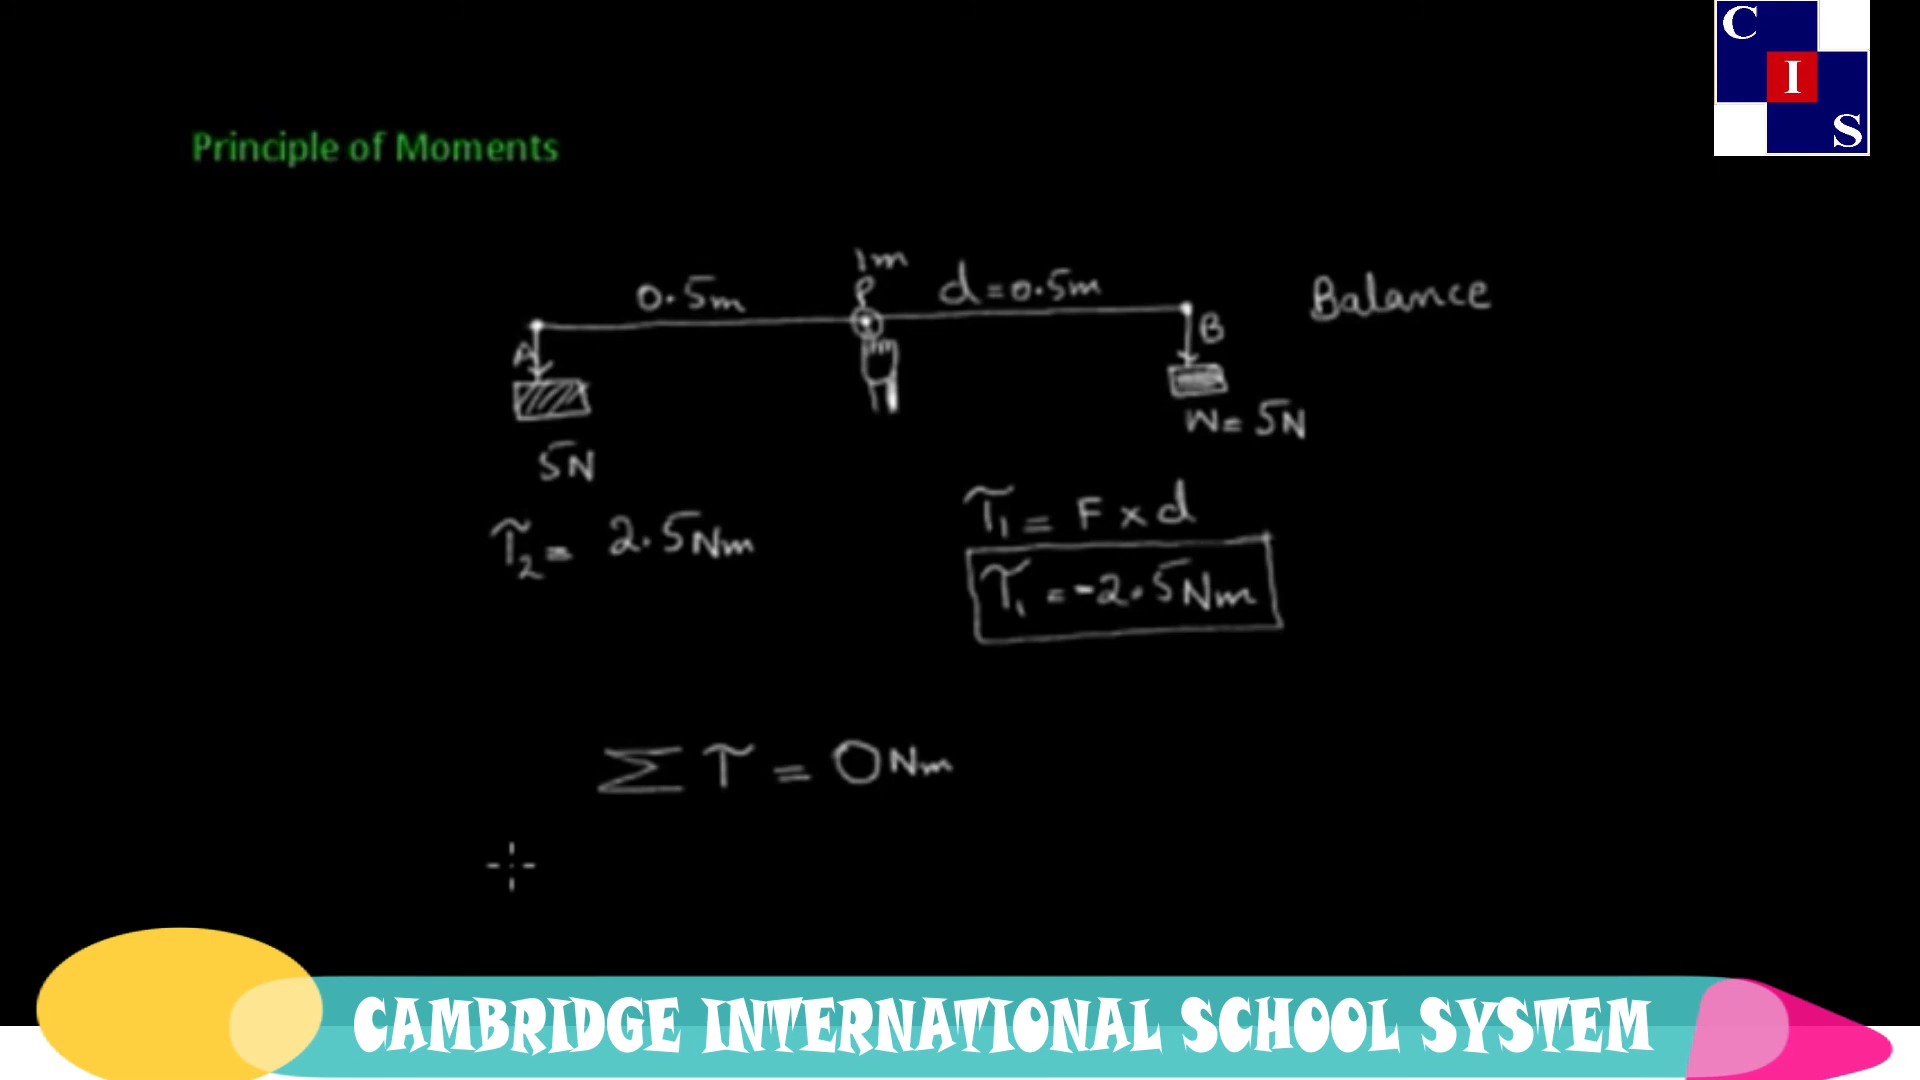 C
I
S
Principle of Moments
1m
0.5m
P
d=0.5m
Balance
A
B
5N
W= 5N
τ₁ = F x d
τ₂ = 2.5Nm
τ₁ = -2.5Nm
Σ τ = 0Nm
CAMBRIDGE INTERNATIONAL SCHOOL SYSTEM